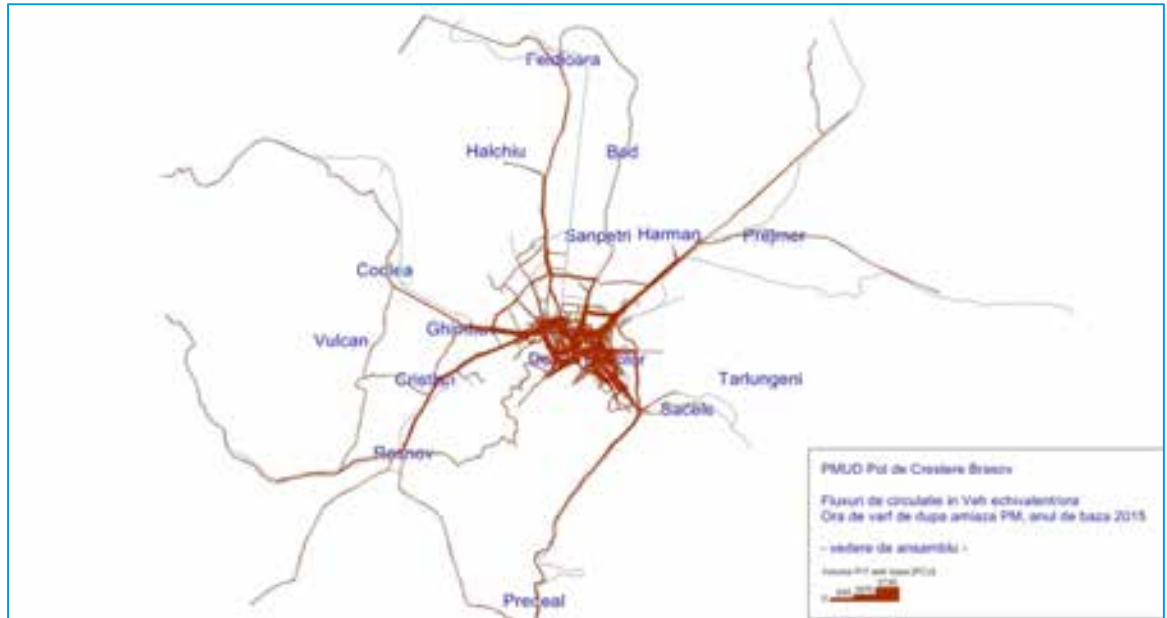 Feldioara
Halchiu
Bod
Sanpetru
Harman
Prejmer
Codlea
Ghimbav
Vulcan
Cristian
Tarlungeni
Sacele
Rasnov
Predeal
PMUD Pol de Crestere Brasov
Fluxuri de circulatie in Veh echivalent/ora
Ora de varf de dupa amiaza PM, anul de baza 2015
- vedere de ansamblu -